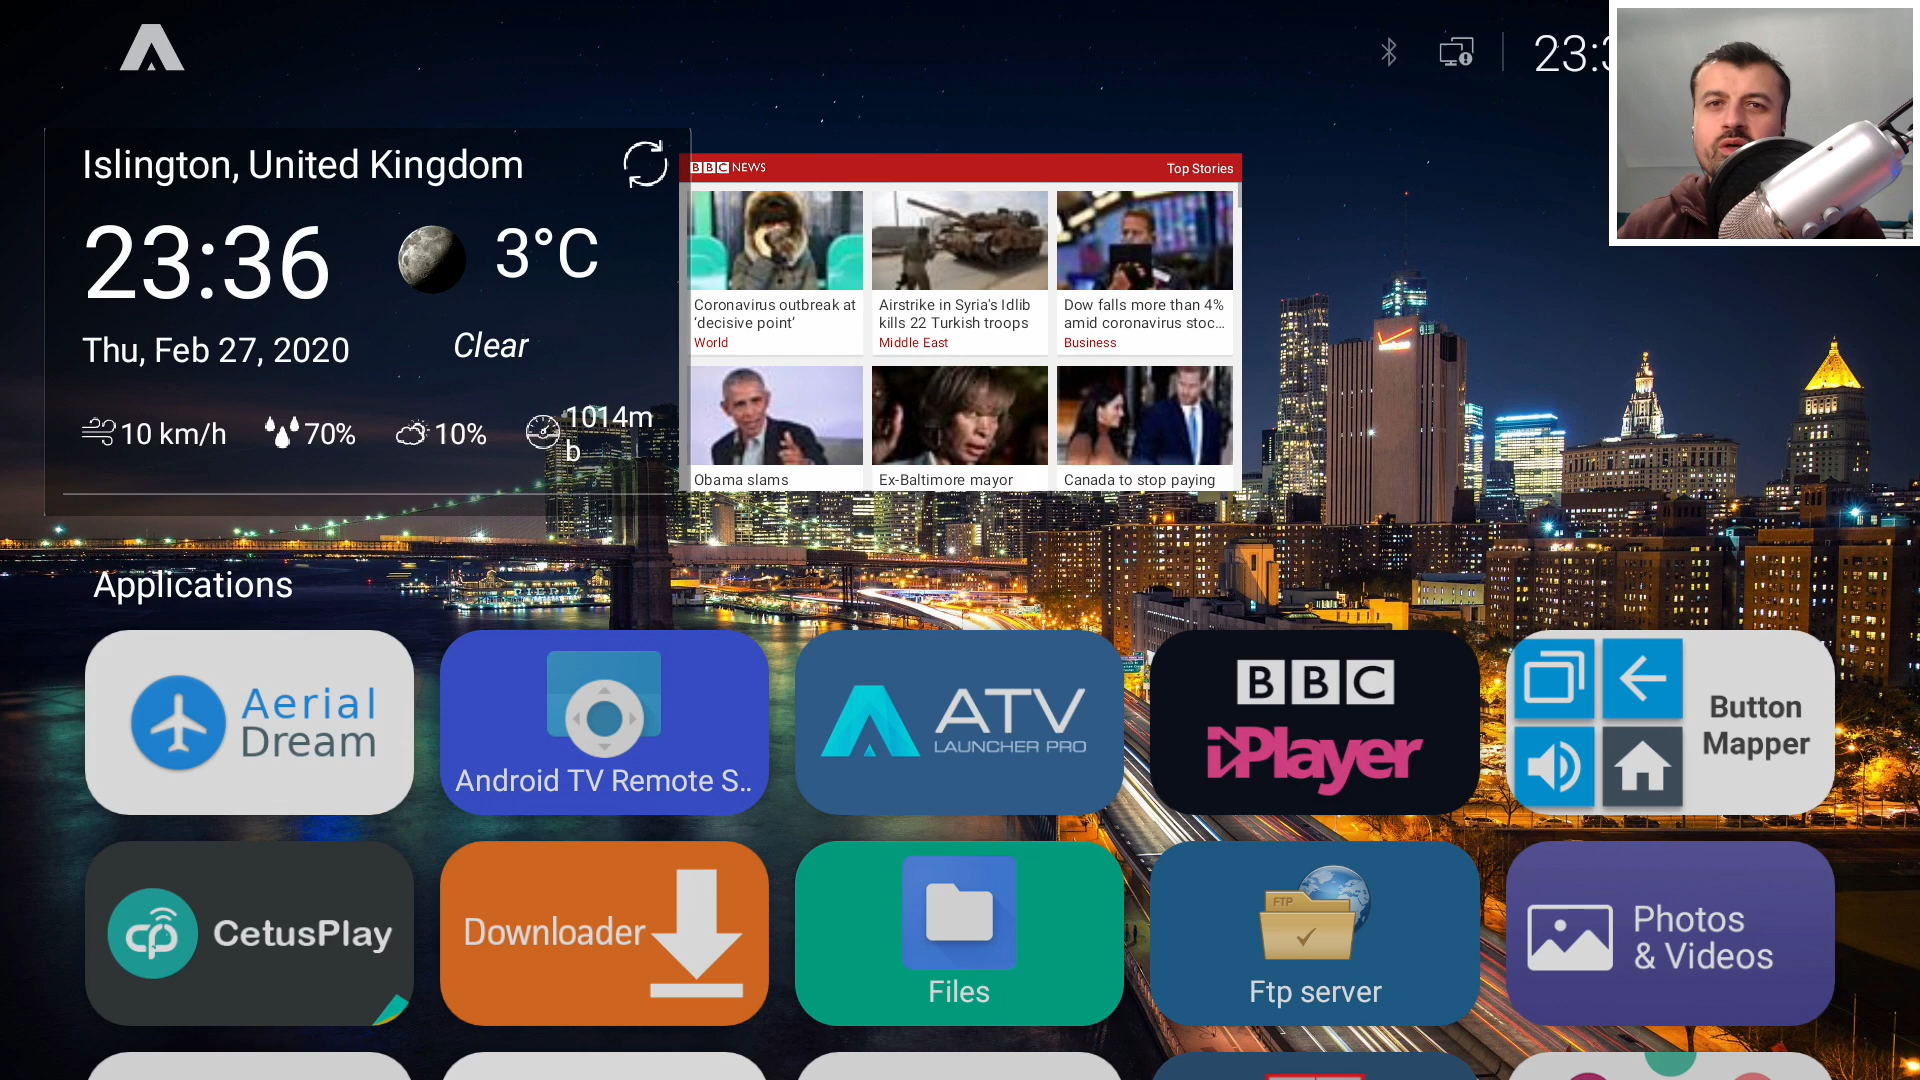 23:3
Islington, United Kingdom
23:36
3°C
Thu, Feb 27, 2020
Clear
10 km/h
70%
10%
1014m
b
BBC NEWS
Top Stories
Coronavirus outbreak at
‘decisive point’
World
Airstrike in Syria's Idlib
kills 22 Turkish troops
Middle East
Dow falls more than 4%
amid coronavirus stoc...
Business
Obama slams
Ex-Baltimore mayor
Canada to stop paying
verizon
Applications
Aerial
Dream
Android TV Remote S..
ATV
LAUNCHER PRO
BBC
iPlayer
Button
Mapper
CetusPlay
Downloader
Files
FTP
Ftp server
Photos
& Videos